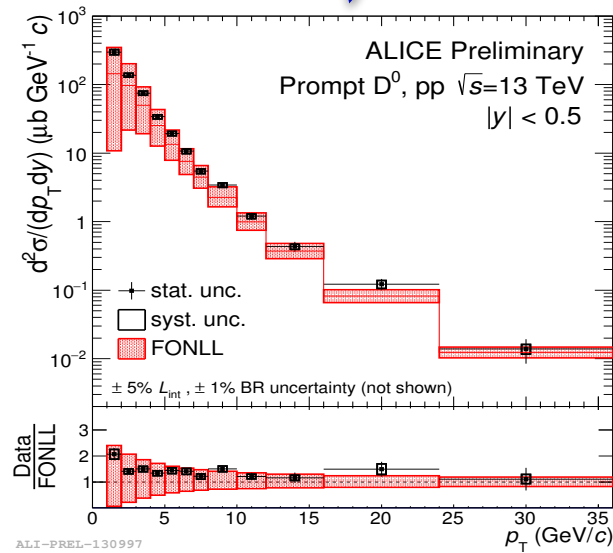 ALICE Preliminary
Prompt D⁰, pp √s=13 TeV
|y| < 0.5
d²σ/(dp_T dy) (μb GeV⁻¹ c)
10³
10²
10
1
10⁻¹
10⁻²
stat. unc.
syst. unc.
FONLL
± 5% L_int , ± 1% BR uncertainty (not shown)
Data
FONLL
3
2
1
0 5 10 15 20 25 30 35
p_T (GeV/c)
ALI-PREL-130997